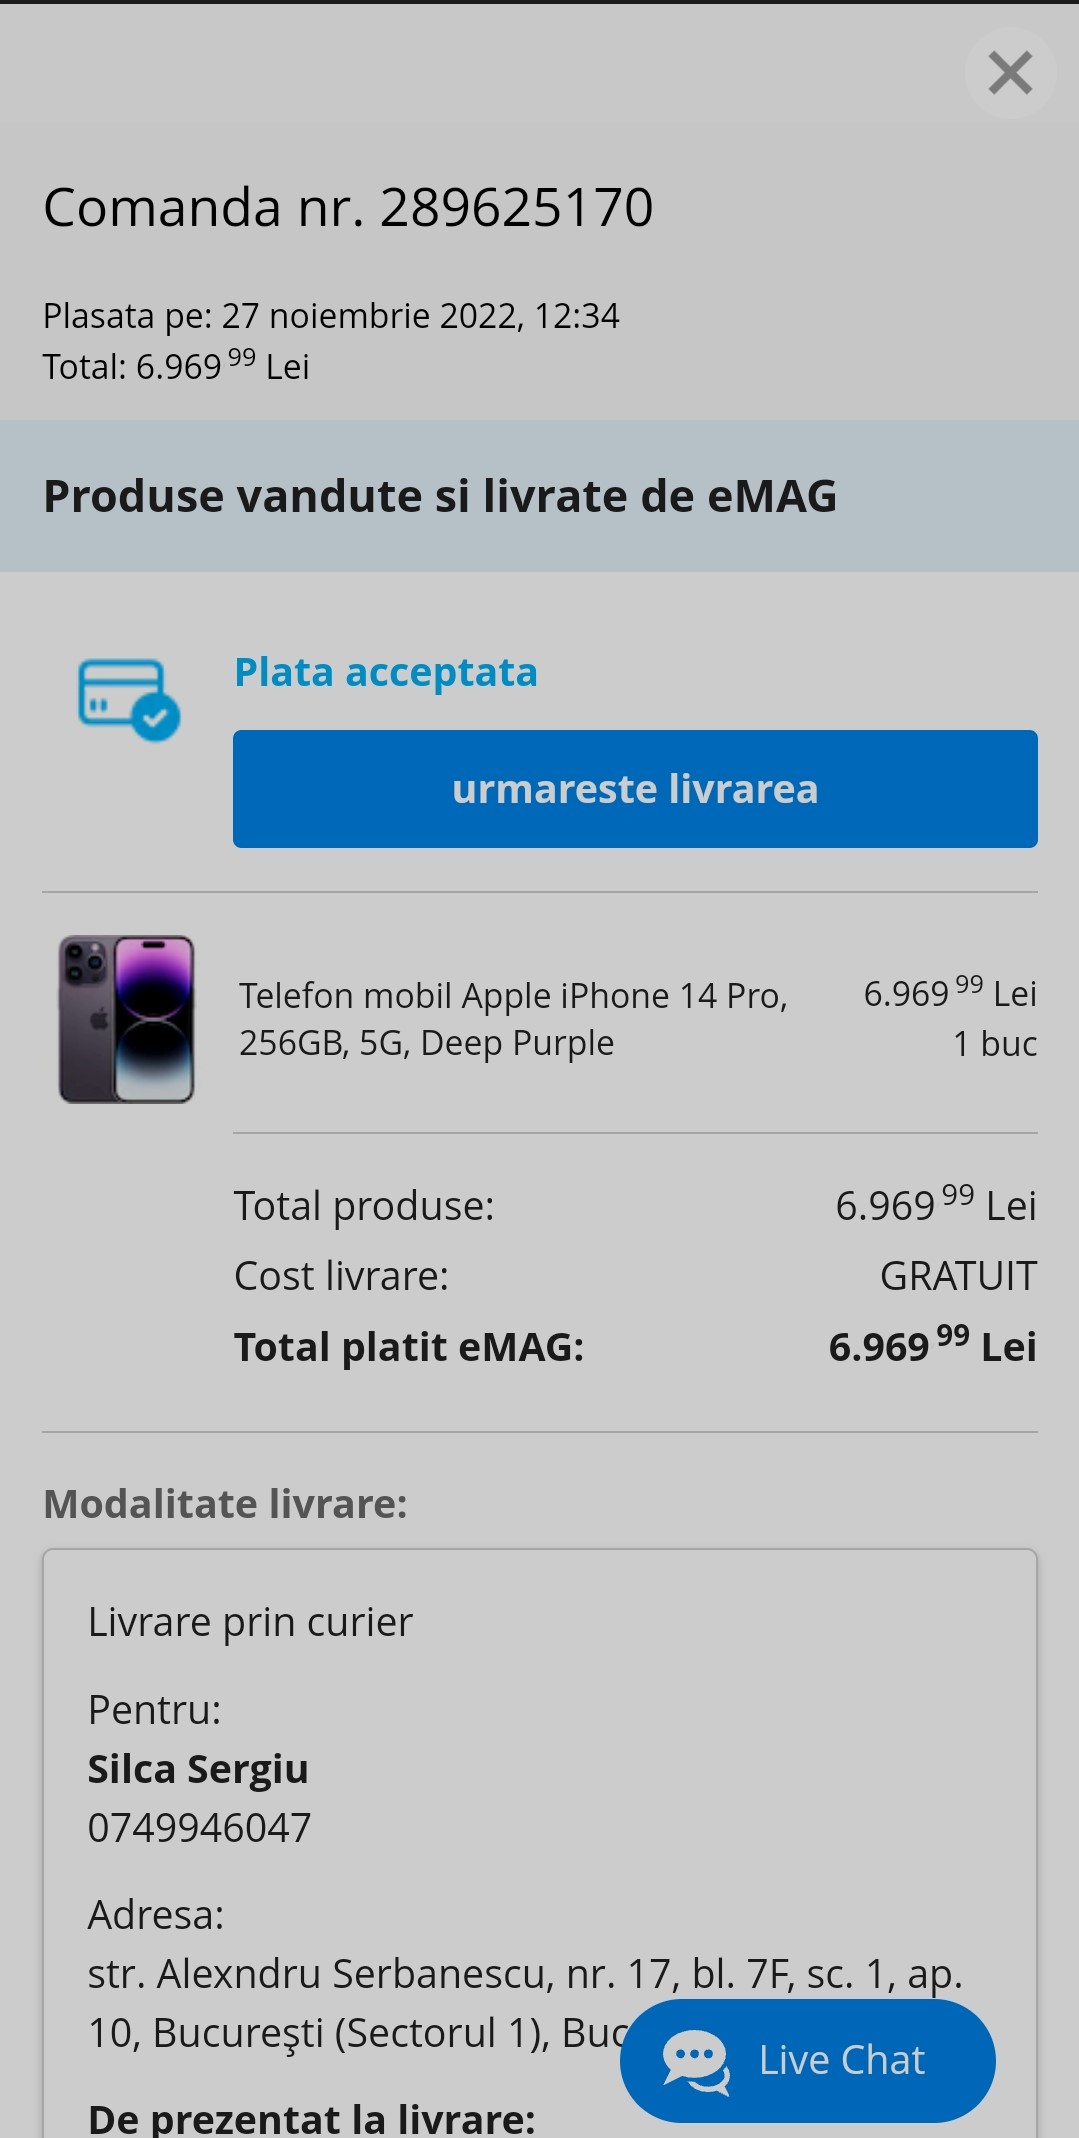 Comanda nr. 289625170
Plasata pe: 27 noiembrie 2022, 12:34
Total: 6.969 99 Lei
Produse vandute si livrate de eMAG
Plata acceptata
urmareste livrarea
Telefon mobil Apple iPhone 14 Pro,
256GB, 5G, Deep Purple
6.969 99 Lei
1 buc
Total produse: 6.969 99 Lei
Cost livrare: GRATUIT
Total platit eMAG: 6.969 99 Lei
Modalitate livrare:
Livrare prin curier
Pentru:
Silca Sergiu
0749946047
Adresa:
str. Alexndru Serbanescu, nr. 17, bl. 7F, sc. 1, ap.
10, Bucureşti (Sectorul 1),
Live Chat
De prezentat la livrare: